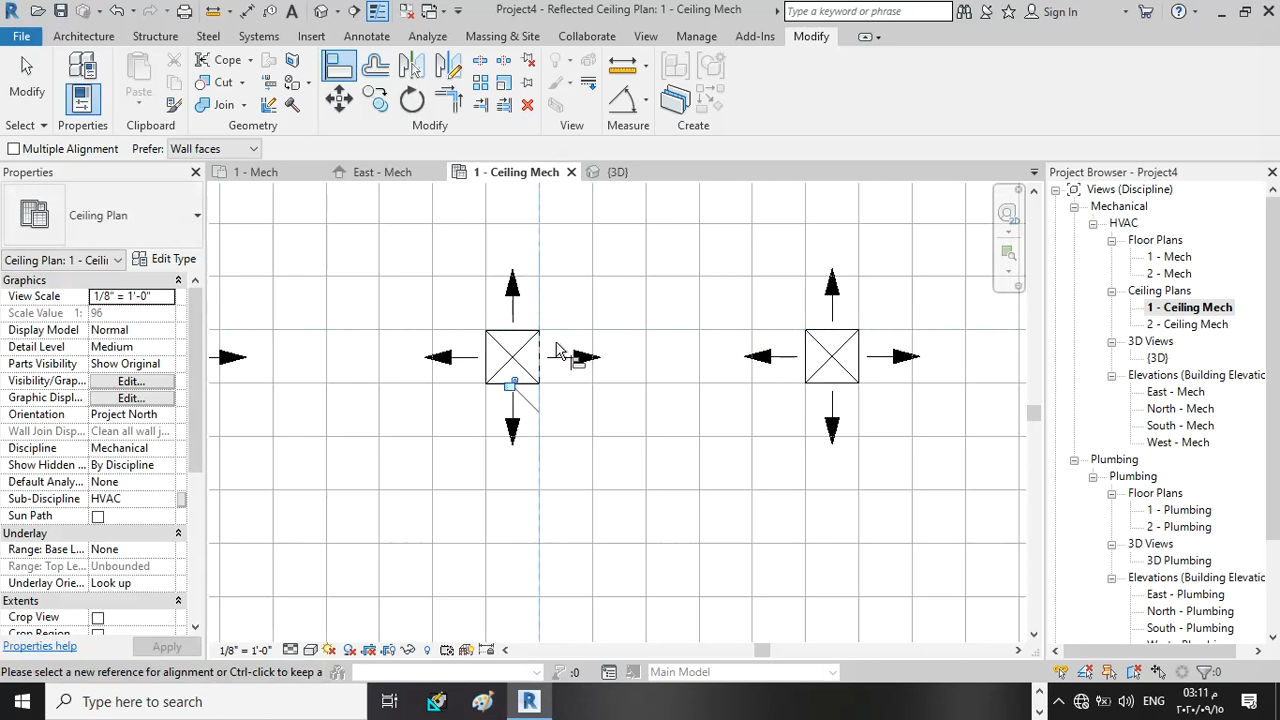 Project4 - Reflected Ceiling Plan: 1 - Ceiling Mech
Type a keyword or phrase
Sign In
File
Architecture
Structure
Steel
Systems
Insert
Annotate
Analyze
Massing & Site
Collaborate
View
Manage
Add-Ins
Modify
Modify
Paste
Cope
Cut
Join
Select
Properties
Clipboard
Geometry
Modify
View
Measure
Create
Multiple Alignment
Prefer:
Wall faces
Properties
1 - Mech
East - Mech
1 - Ceiling Mech
{3D}
Project Browser - Project4
Ceiling Plan
Ceiling Plan: 1 - Ceili
Edit Type
Graphics
View Scale
1/8" = 1'-0"
Scale Value 1:
96
Display Model
Normal
Detail Level
Medium
Parts Visibility
Show Original
Visibility/Grap...
Edit...
Graphic Displ...
Edit...
Orientation
Project North
Wall Join Disp...
Clean all wall j...
Discipline
Mechanical
Show Hidden ...
By Discipline
Default Analy...
None
Sub-Discipline
HVAC
Sun Path
Underlay
Range: Base L...
None
Range: Top Le...
Unbounded
Underlay Orie...
Look up
Extents
Crop View
Crop Region
Properties help
Apply
2D
Views (Discipline)
Mechanical
HVAC
Floor Plans
1 - Mech
2 - Mech
Ceiling Plans
1 - Ceiling Mech
2 - Ceiling Mech
3D Views
{3D}
Elevations (Building Elevatio
East - Mech
North - Mech
South - Mech
West - Mech
Plumbing
Floor Plans
1 - Plumbing
2 - Plumbing
3D Views
3D Plumbing
Elevations (Building Elevatic
East - Plumbing
North - Plumbing
South - Plumbing
1/8" = 1'-0"
Please select a new reference for alignment or Ctrl-click to keep a
:0
Main Model
:0
Type here to search
ENG
03:11 م
٢٠٢٠/٠٩/١٥